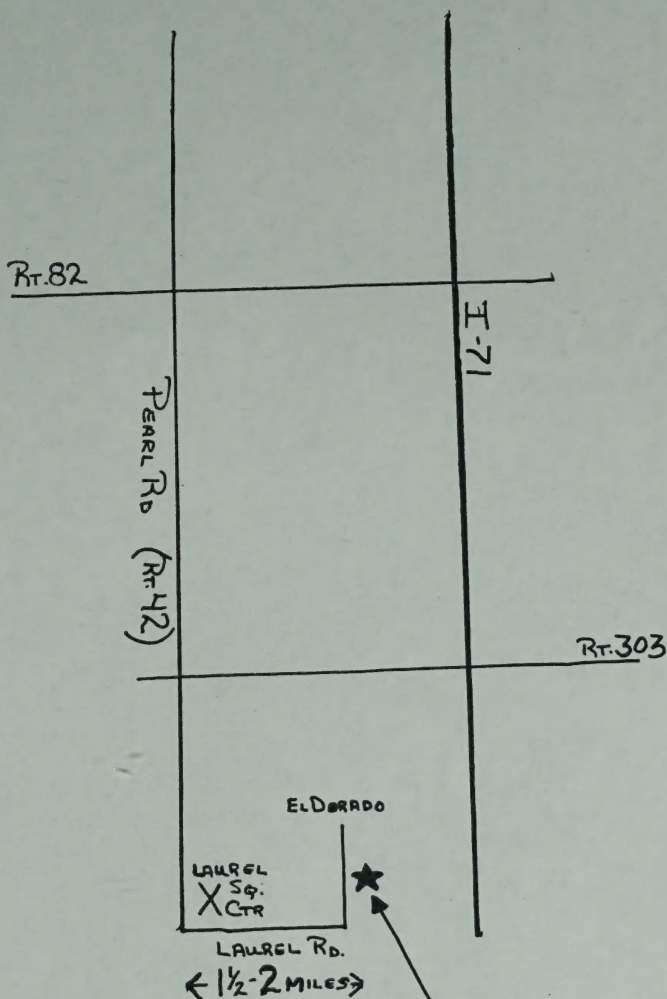 Rt.82
I-71
Pearl Rd (Rt.42)
Rt.303
ElDorado
Laurel
X Sq.
Ctr
Laurel Rd.
← 1½-2 Miles→